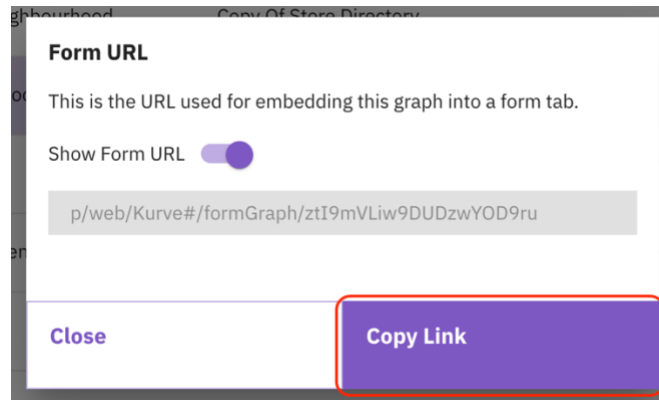 Copy Of Store Directory
Form URL
This is the URL used for embedding this graph into a form tab.
Show Form URL
p/web/Kurve#/formGraph/ztI9mVLiw9DUDzwYOD9ru
Close
Copy Link